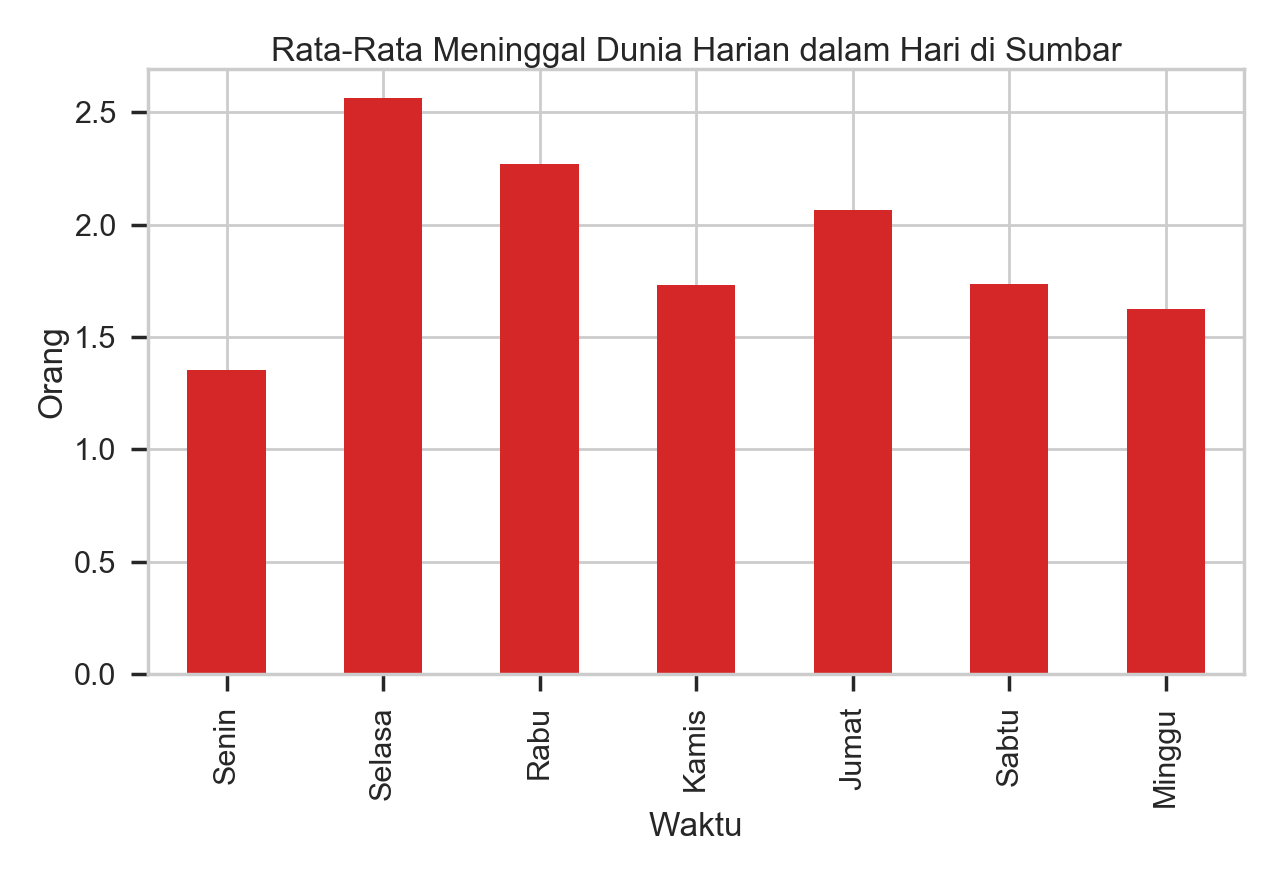 Rata-Rata Meninggal Dunia Harian dalam Hari di Sumbar
2.5
2.0
1.5
1.0
0.5
0.0
Orang
Senin
Selasa
Rabu
Kamis
Jumat
Sabtu
Minggu
Waktu